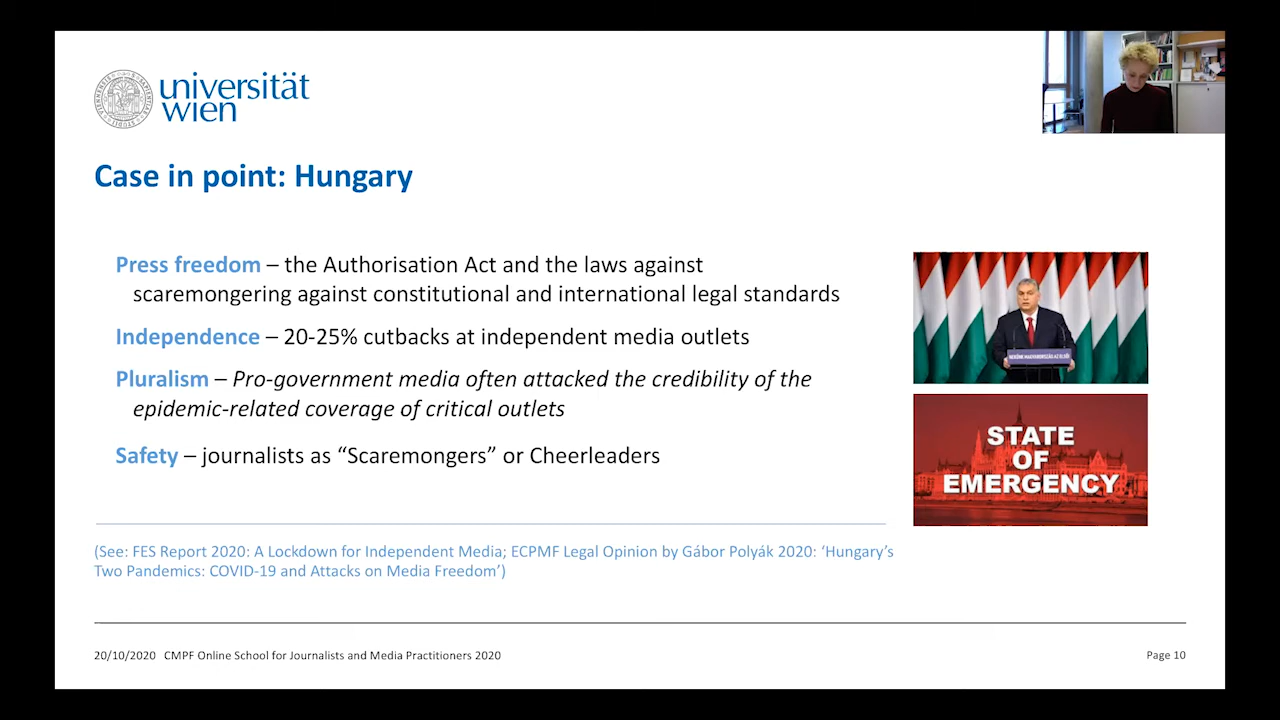 universität
wien
Case in point: Hungary
Press freedom – the Authorisation Act and the laws against
scaremongering against constitutional and international legal standards
Independence – 20-25% cutbacks at independent media outlets
Pluralism – Pro-government media often attacked the credibility of the
epidemic-related coverage of critical outlets
Safety – journalists as “Scaremongers” or Cheerleaders
STATE
OF
EMERGENCY
(See: FES Report 2020: A Lockdown for Independent Media; ECPMF Legal Opinion by Gábor Polyák 2020: ‘Hungary’s
Two Pandemics: COVID-19 and Attacks on Media Freedom’)
20/10/2020 CMPF Online School for Journalists and Media Practitioners 2020
Page 10